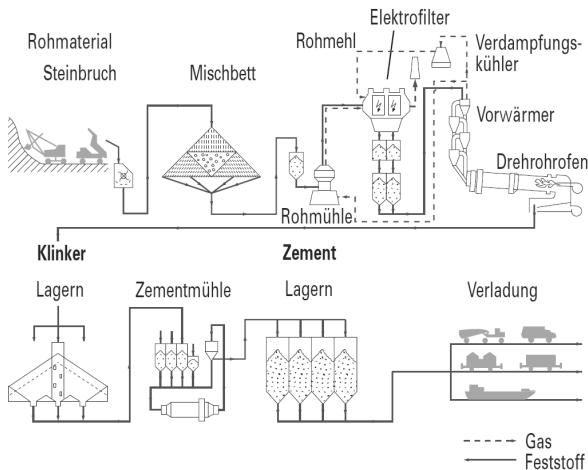 Elektrofilter
Rohmaterial
Rohmehl
Verdampfungs-
kühler
Steinbruch
Mischbett
Vorwärmer
Drehrohrofen
Rohmühle
Klinker
Zement
Lagern
Zementmühle
Lagern
Verladung
Gas
Feststoff